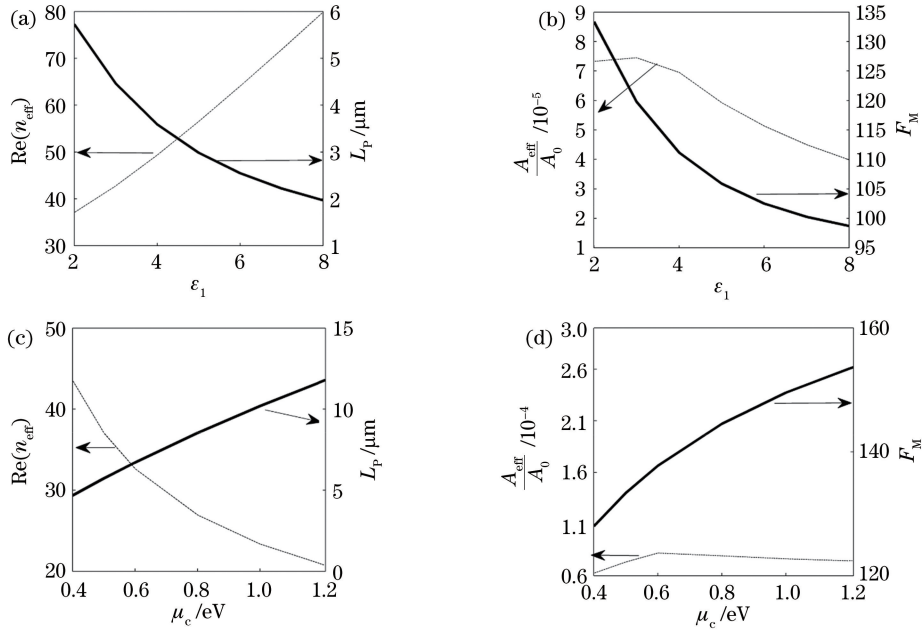 (a)
80
70
60
50
40
30
Re(n_eff)
6
5
4
3
2
1
L_P /μm
2 4 6 8
ε_1
(b)
9
8
7
6
5
4
3
2
1
A_eff/A_0 /10^−5
135
130
125
120
115
110
105
100
95
F_M
2 4 6 8
ε_1
(c)
50
40
30
20
Re(n_eff)
15
10
5
0
L_P /μm
0.4 0.6 0.8 1.0 1.2
μ_c /eV
(d)
3.0
2.6
2.1
1.6
1.1
0.6
A_eff/A_0 /10^−4
160
140
120
F_M
0.4 0.6 0.8 1.0 1.2
μ_c /eV